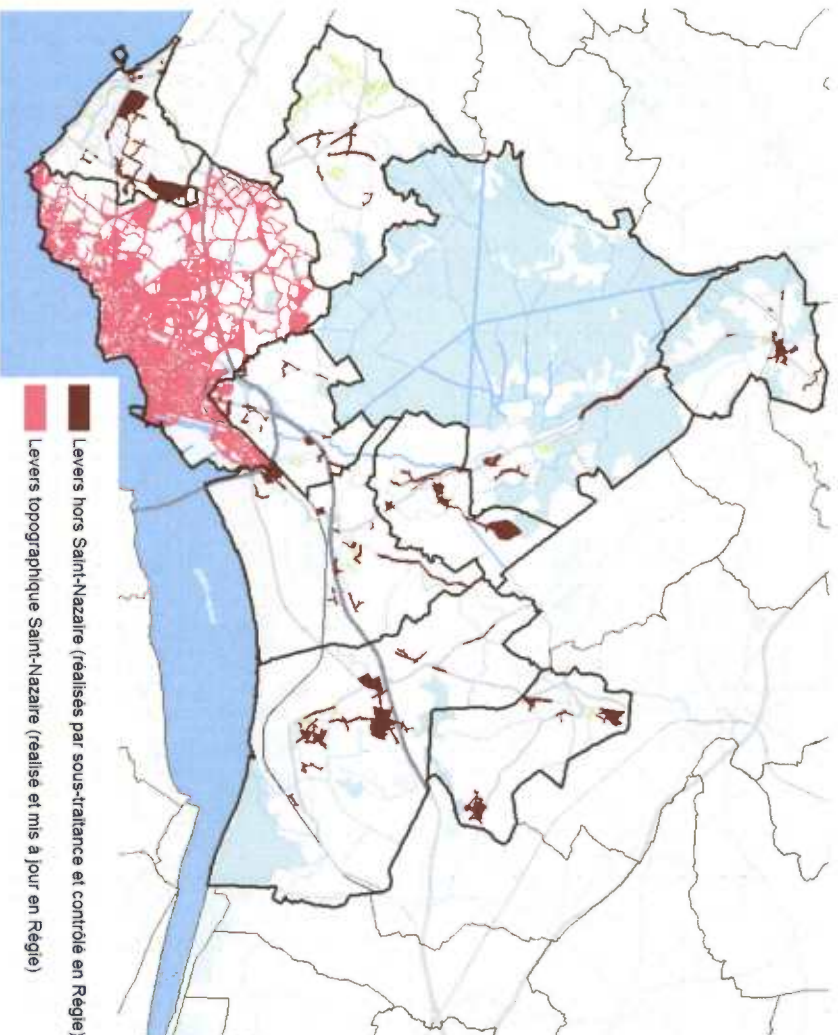 Levers hors Saint-Nazaire (réalisés par sous-traitance et contrôlé en Régie)
Levers topographique Saint-Nazaire (réalisé et mis à jour en Régie)